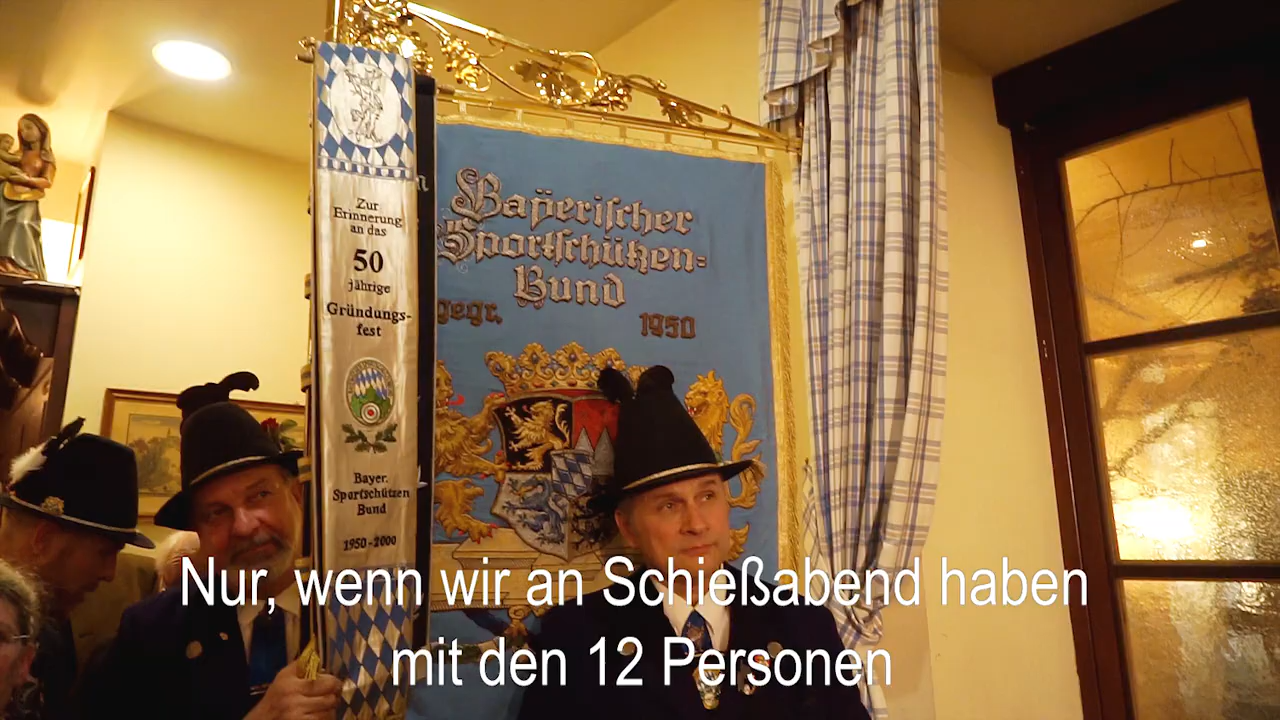 Zur
Erinnerung
an das
50
jährige
Gründungs-
fest
Bayer.
Sportschützen
Bund
1950-2000
Bayerischer
Sportschützen-
Bund
gegr. 1950
Nur, wenn wir an Schießabend haben
mit den 12 Personen